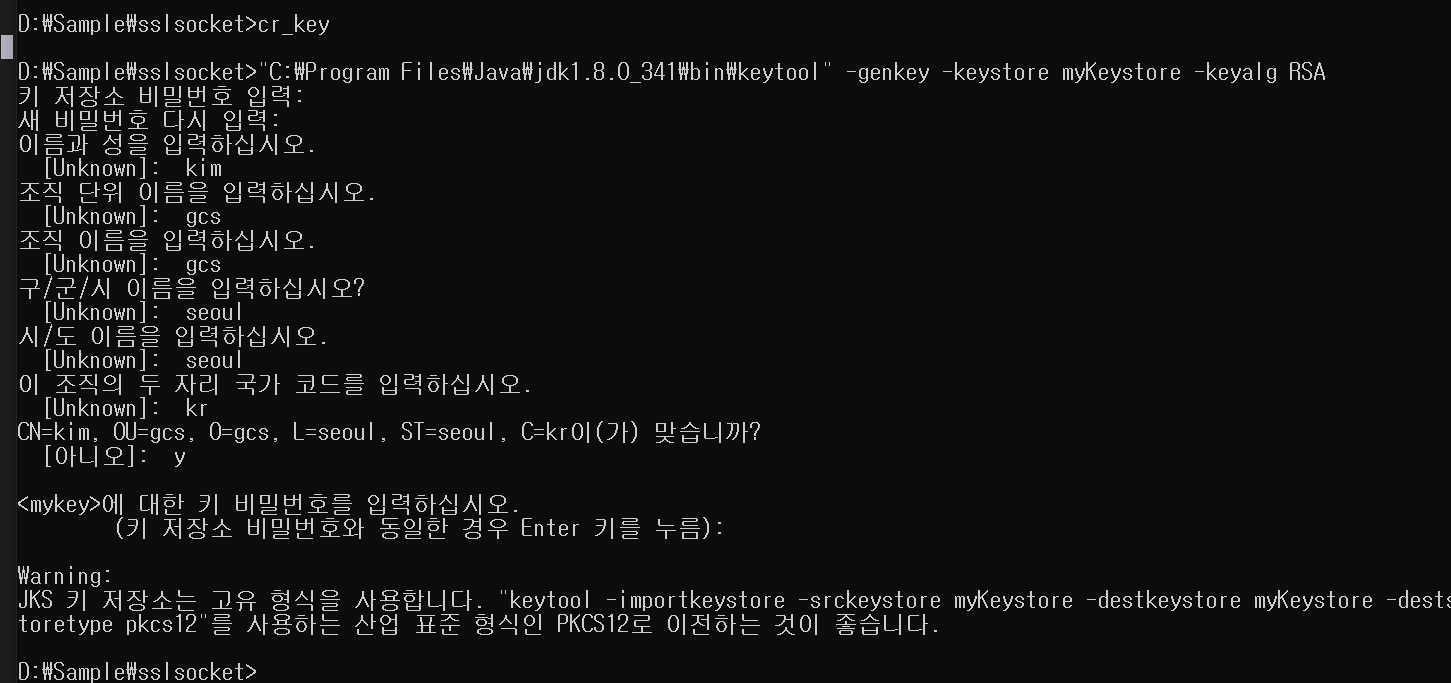 D:₩Sample₩sslsocket>cr_key
D:₩Sample₩sslsocket>"C:₩Program Files₩Java₩jdk1.8.0_341₩bin₩keytool" -genkey -keystore myKeystore -keyalg RSA
키 저장소 비밀번호 입력:
새 비밀번호 다시 입력:
이름과 성을 입력하십시오.
[Unknown]: kim
조직 단위 이름을 입력하십시오.
[Unknown]: gcs
조직 이름을 입력하십시오.
[Unknown]: gcs
구/군/시 이름을 입력하십시오?
[Unknown]: seoul
시/도 이름을 입력하십시오.
[Unknown]: seoul
이 조직의 두 자리 국가 코드를 입력하십시오.
[Unknown]: kr
CN=kim, OU=gcs, O=gcs, L=seoul, ST=seoul, C=kr이(가) 맞습니까?
[아니오]: y
<mykey>에 대한 키 비밀번호를 입력하십시오.
(키 저장소 비밀번호와 동일한 경우 Enter 키를 누름):
Warning:
JKS 키 저장소는 고유 형식을 사용합니다. "keytool -importkeystore -srckeystore myKeystore -destkeystore myKeystore -dests
toretype pkcs12"를 사용하는 산업 표준 형식인 PKCS12로 이전하는 것이 좋습니다.
D:₩Sample₩sslsocket>